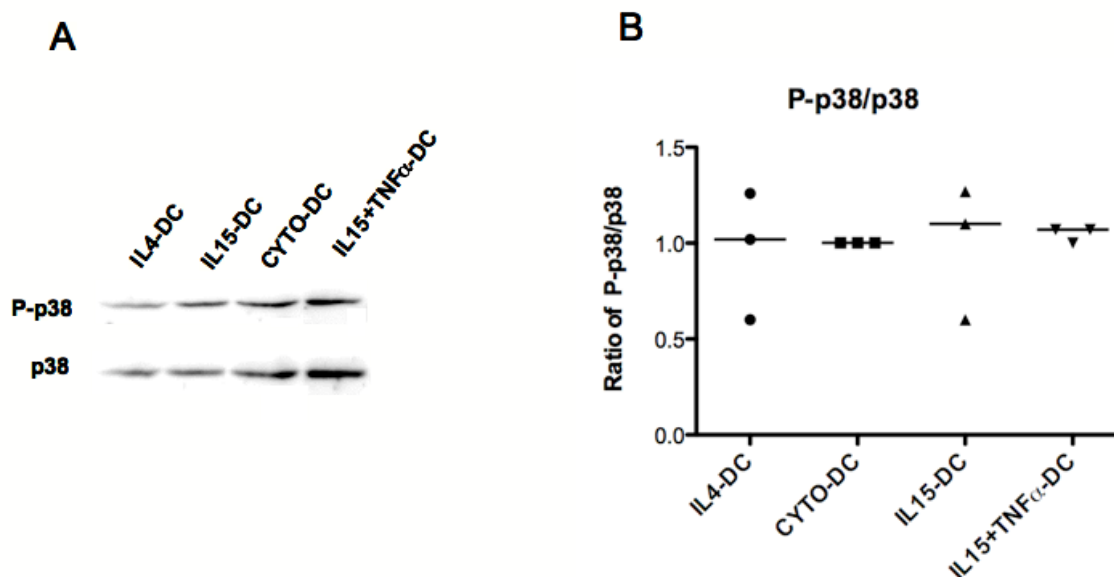 A
IL4-DC
IL15-DC
CYTO-DC
IL15+TNFα-DC
P-p38
p38
B
P-p38/p38
Ratio of P-p38/p38
1.5
1.0
0.5
0.0
IL4-DC
CYTO-DC
IL15-DC
IL15+TNFα-DC